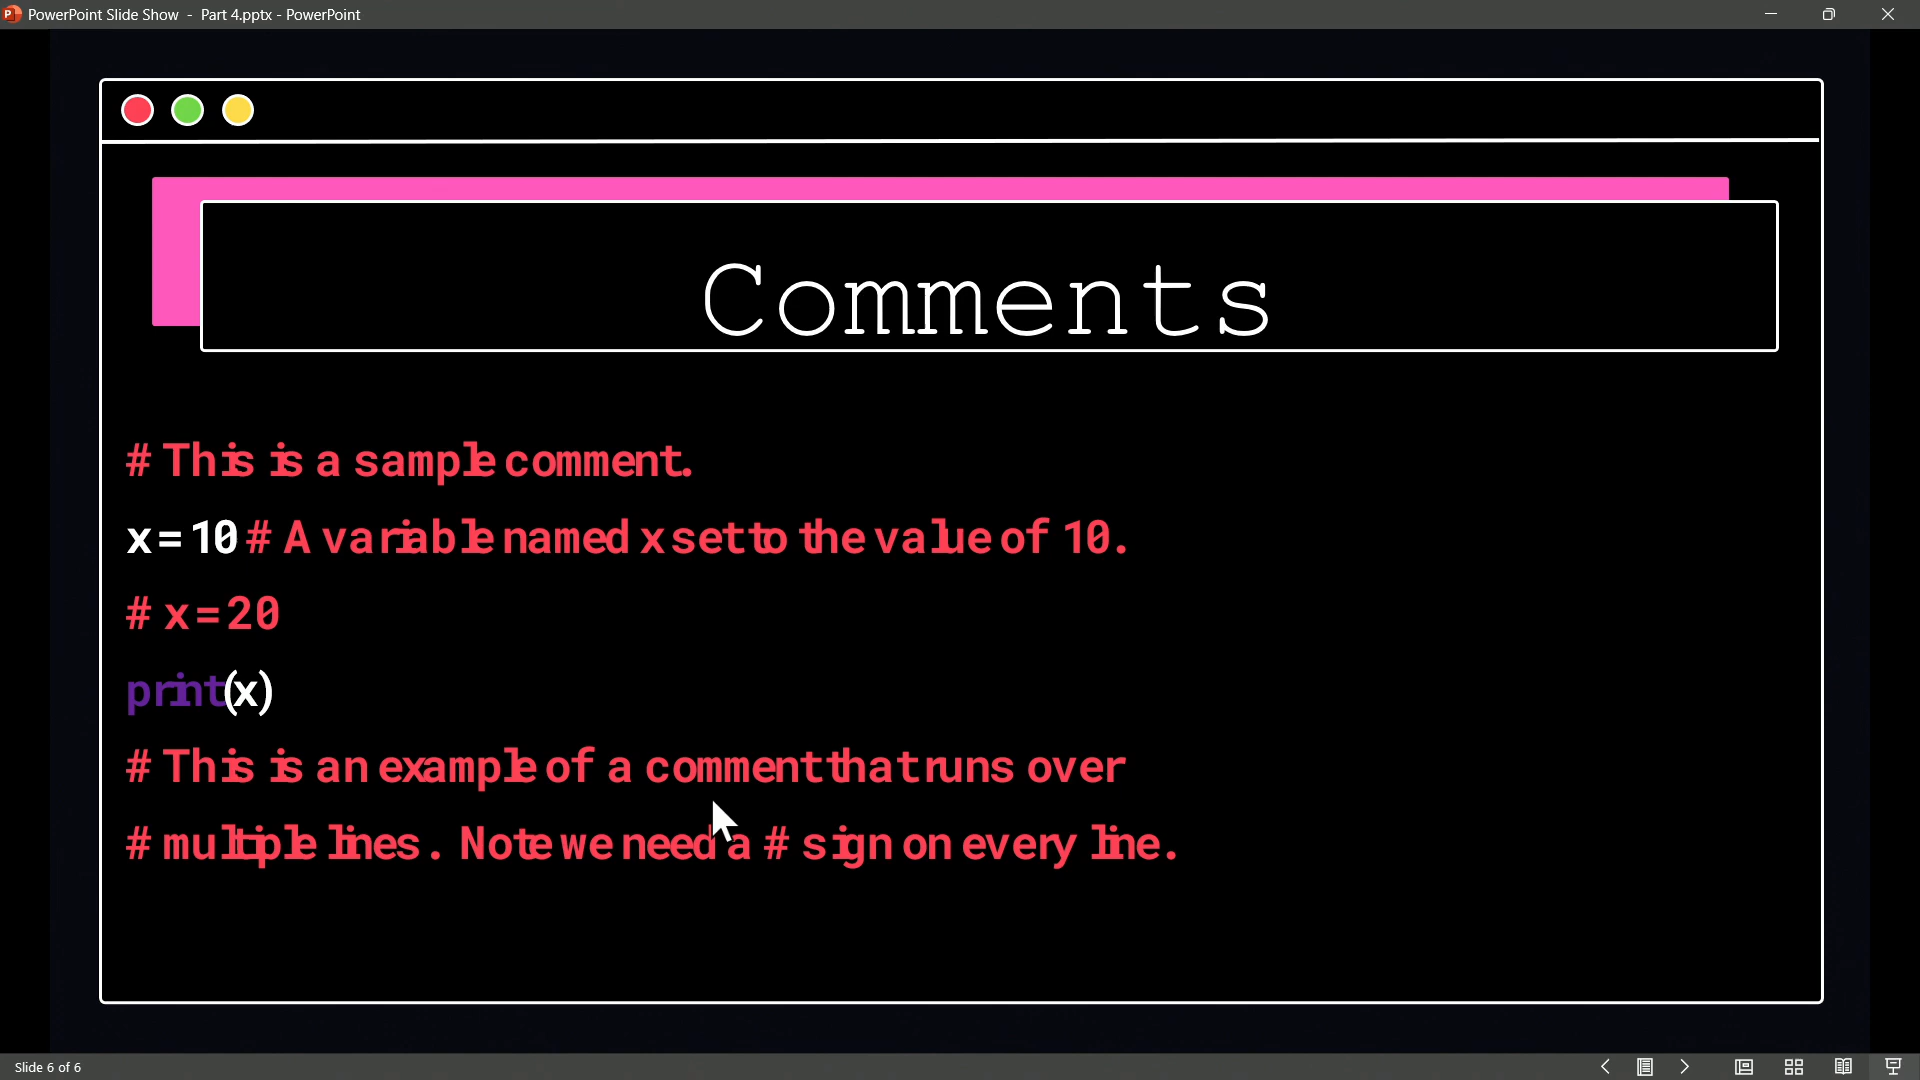 PowerPoint Slide Show - Part 4.pptx - PowerPoint
Comments
# This is a sample comment.
x = 10 # A variable named x set to the value of 10.
# x = 20
print(x)
# This is an example of a comment that runs over
# multiple lines. Note we need a # sign on every line.
Slide 6 of 6